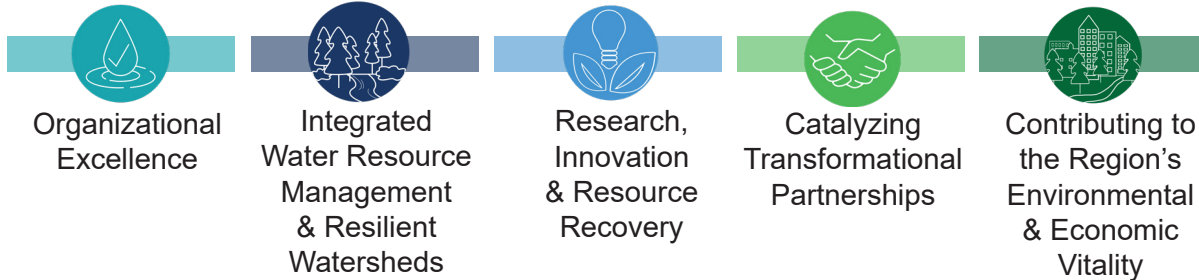 Organizational
Excellence
Integrated
Water Resource
Management
& Resilient
Watersheds
Research,
Innovation
& Resource
Recovery
Catalyzing
Transformational
Partnerships
Contributing to
the Region’s
Environmental
& Economic
Vitality